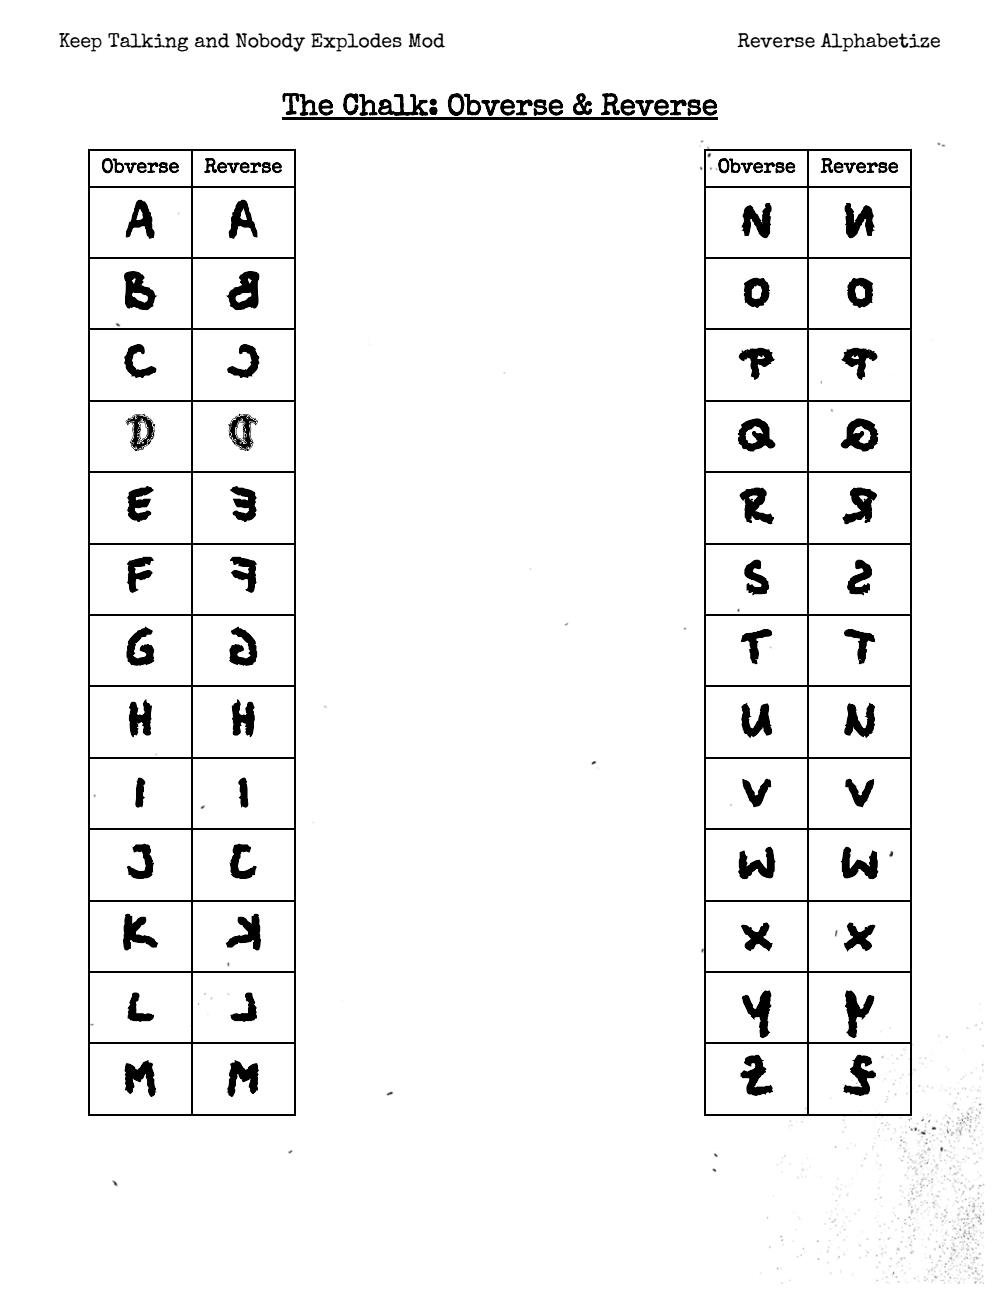 Keep Talking and Nobody Explodes Mod Reverse Alphabetize
The Chalk: Obverse & Reverse
Obverse Reverse Obverse Reverse
A A N N
B B O O
C C P P
D D Q Q
E E R R
F F S S
G G T T
H H U U
I I V V
J J W W
K K X X
L L Y Y
M M Z Z